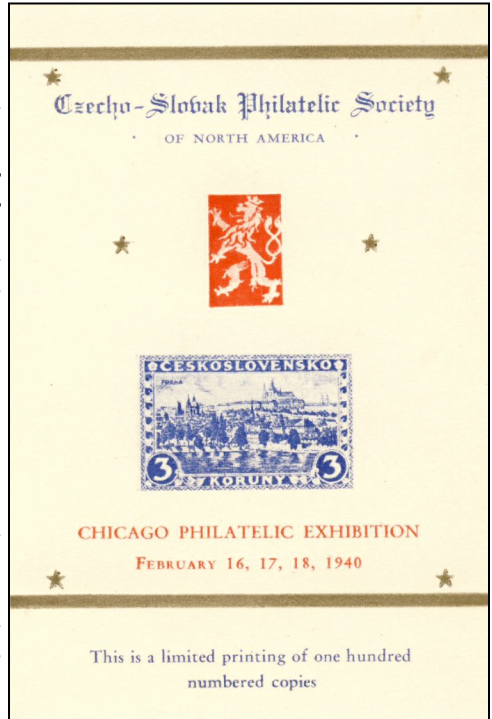 Czecho-Slovak Philatelic Society
OF NORTH AMERICA
ČESKOSLOVENSKO
PRAHA
3 3
KORUNY
CHICAGO PHILATELIC EXHIBITION
FEBRUARY 16, 17, 18, 1940
This is a limited printing of one hundred
numbered copies